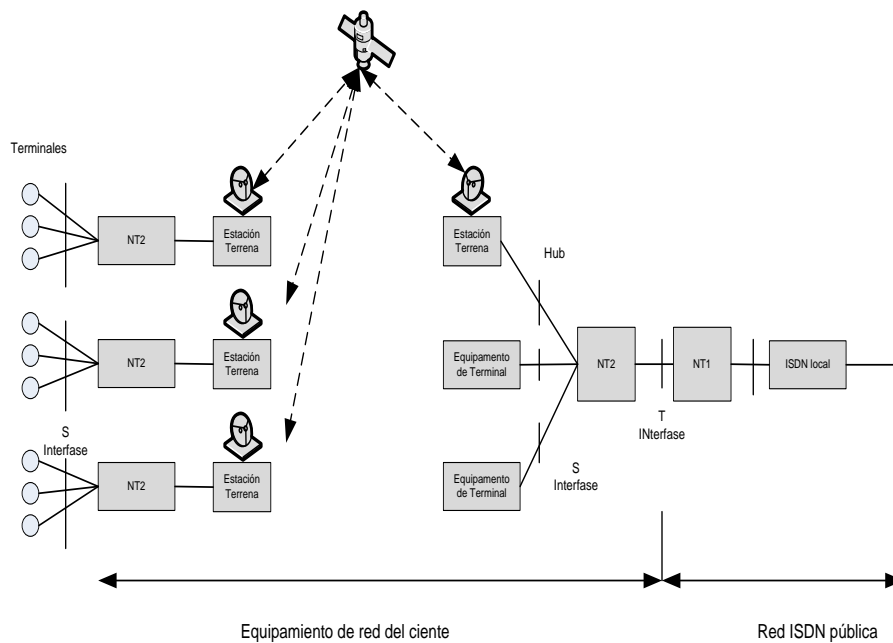 Terminales
NT2
Estación
Terrena
Estación
Terrena
Hub
NT2
Estación
Terrena
Equipamento
de Terminal
NT2
NT1
ISDN local
S
Interfase
T
INterfase
NT2
Estación
Terrena
Equipamento
de Terminal
S
Interfase
Equipamiento de red del ciente
Red ISDN pública